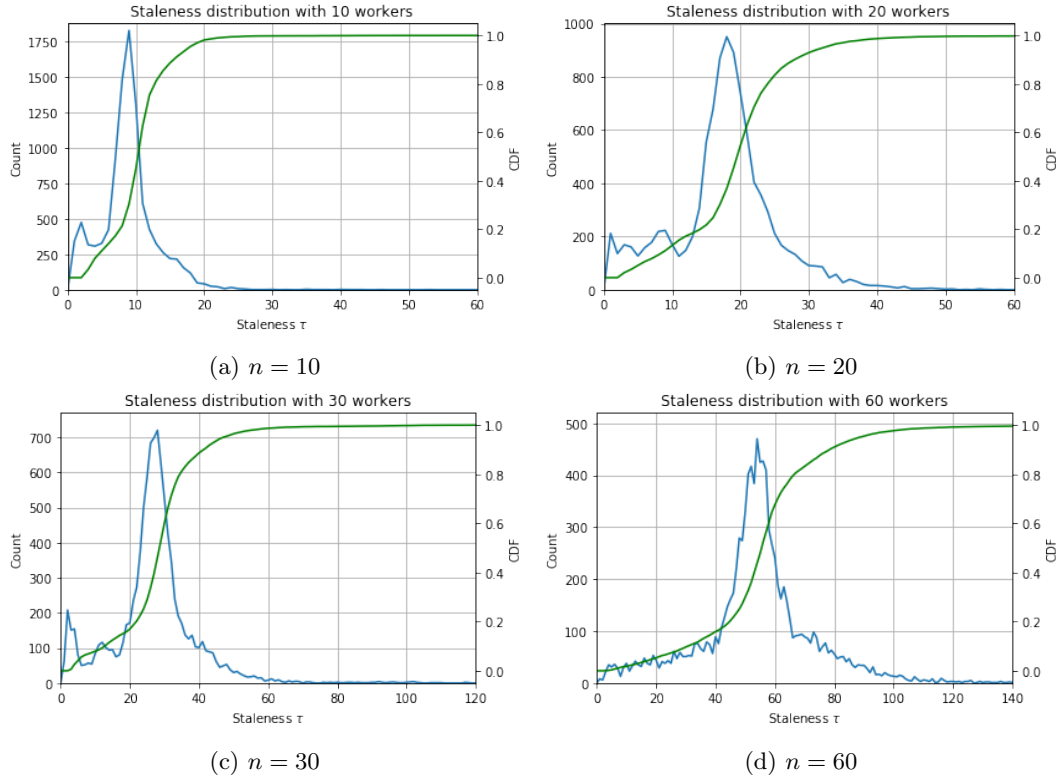 Staleness distribution with 10 workers
1750
1500
1250
1000
750
500
250
0
Count
1.0
0.8
0.6
0.4
0.2
0.0
CDF
0 10 20 30 40 50 60
Staleness τ
(a) n = 10
Staleness distribution with 20 workers
1000
800
600
400
200
0
Count
1.0
0.8
0.6
0.4
0.2
0.0
CDF
0 10 20 30 40 50 60
Staleness τ
(b) n = 20
Staleness distribution with 30 workers
700
600
500
400
300
200
100
0
Count
1.0
0.8
0.6
0.4
0.2
0.0
CDF
0 20 40 60 80 100 120
Staleness τ
(c) n = 30
Staleness distribution with 60 workers
500
400
300
200
100
0
Count
1.0
0.8
0.6
0.4
0.2
0.0
CDF
0 20 40 60 80 100 120 140
Staleness τ
(d) n = 60